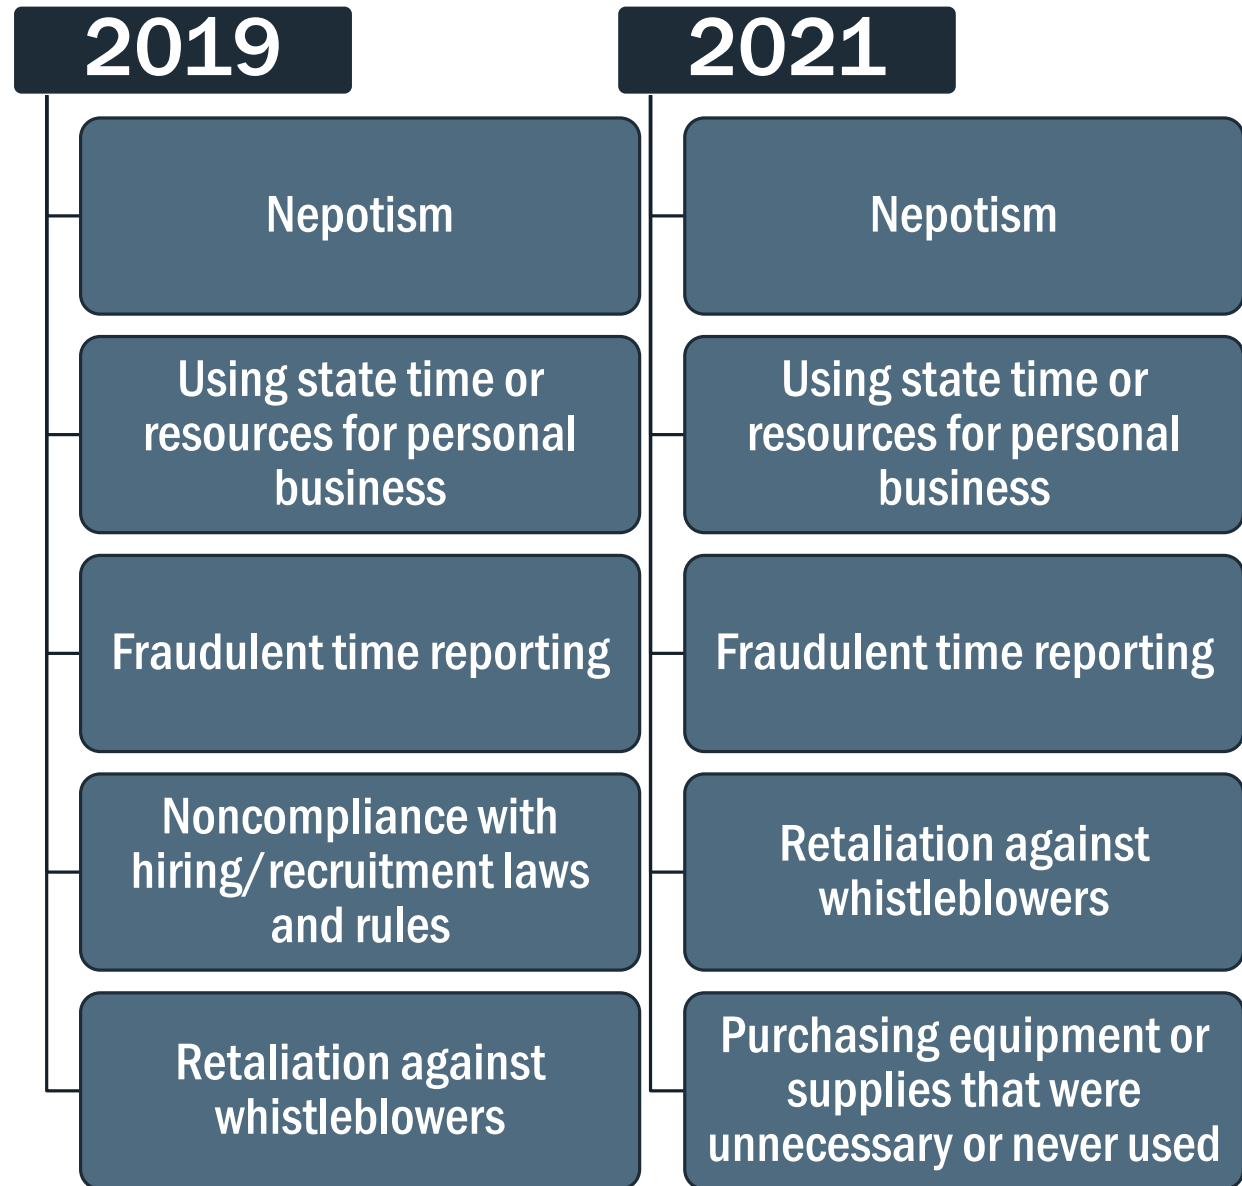 2019
Nepotism
Using state time or
resources for personal
business
Fraudulent time reporting
Noncompliance with
hiring/recruitment laws
and rules
Retaliation against
whistleblowers
2021
Nepotism
Using state time or
resources for personal
business
Fraudulent time reporting
Retaliation against
whistleblowers
Purchasing equipment or
supplies that were
unnecessary or never used